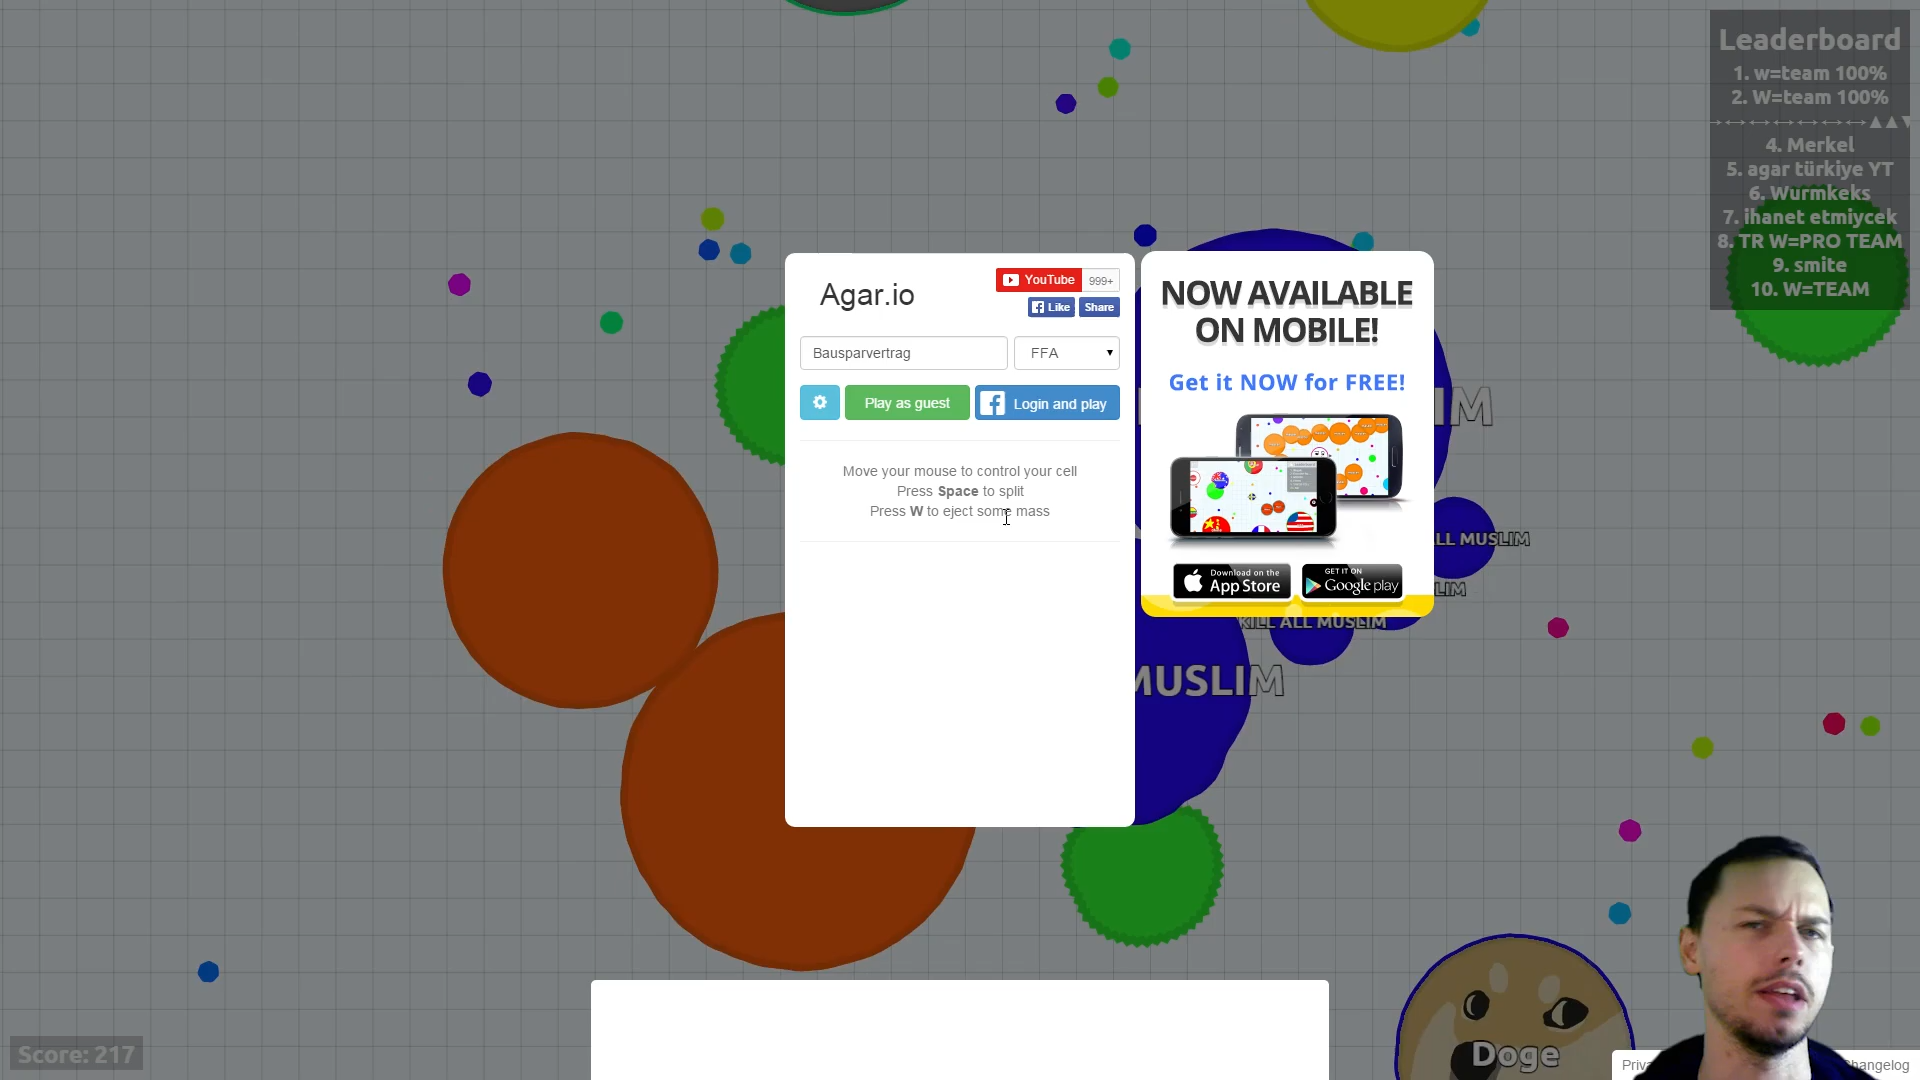 Leaderboard
1. w=team 100%
2. W=team 100%
4. Merkel
5. agar türkiye YT
6. Wurmkeks
7. ihanet etmiycek
8. TR W=PRO TEAM
9. smite
10. W=TEAM
Agar.io
YouTube 999+
Like Share
Bausparvertrag FFA
Play as guest Login and play
Move your mouse to control your cell
Press Space to split
Press W to eject some mass
NOW AVAILABLE
ON MOBILE!
Get it NOW for FREE!
Download on the
App Store
GET IT ON
Google play
LL MUSLIM
LIM
KILL ALL MUSLIM
MUSLIM
IM
Doge
Score: 217
Changelog